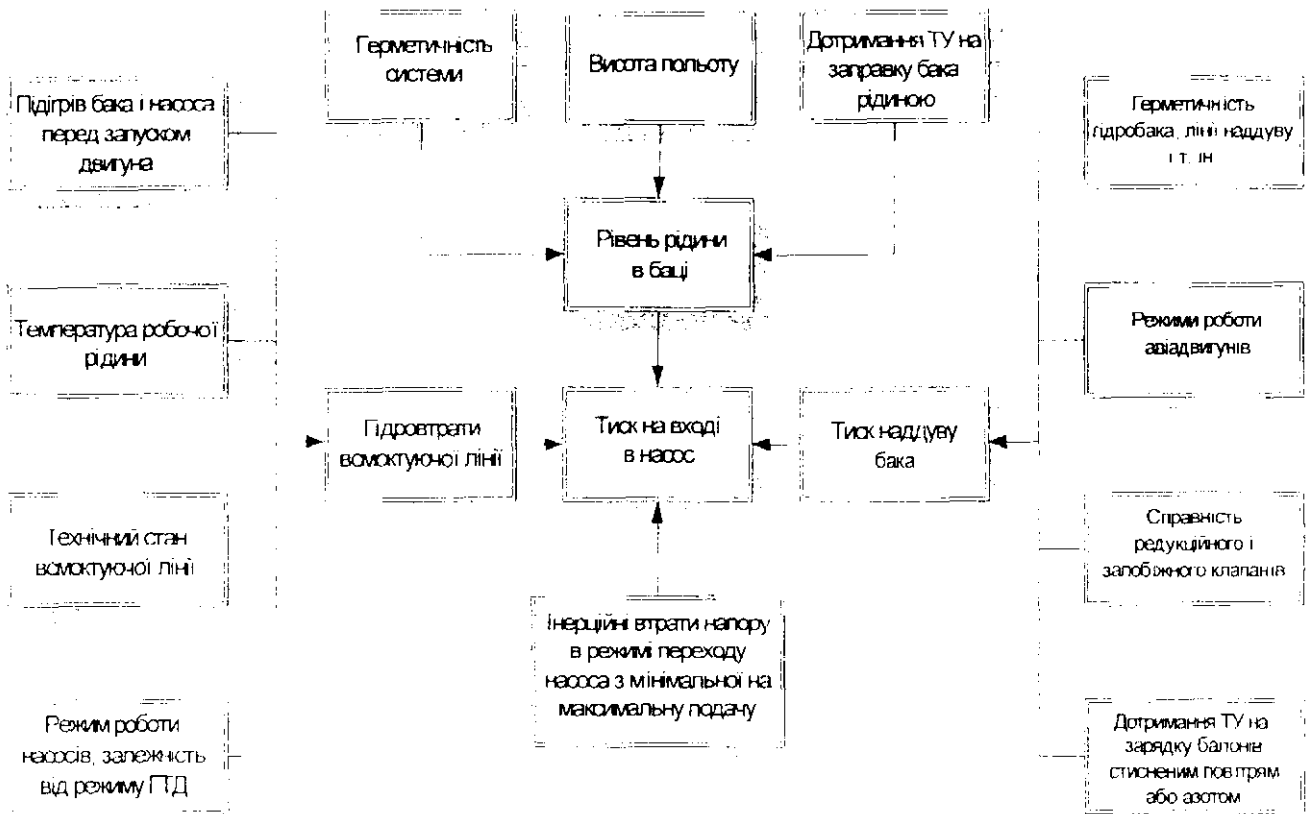 Герметичність
системи
Висота польоту
Дотримання ТУ на
заправку бака
рідиною
Підігрів бака і насоса
перед запуском
двигуна
Герметичність
гідробака, лінії наддуву
і т. ін
Рівень рідини
в баці
Температура робочої
рідини
Режими роботи
авіадвигунів
Гідровтрати
всмоктуючої лінії
Тиск на вході
в насос
Тиск наддуву
бака
Технічний стан
всмоктуючої лінії
Справність
редукційного і
запобіжного клапанів
Інерційні втрати напору
в режимі переходу
насоса з мінімальної на
максимальну подачу
Режим роботи
насосів, залежність
від режиму ГТД
Дотримання ТУ на
зарядку балонів
стисненим повітрям
або азотом